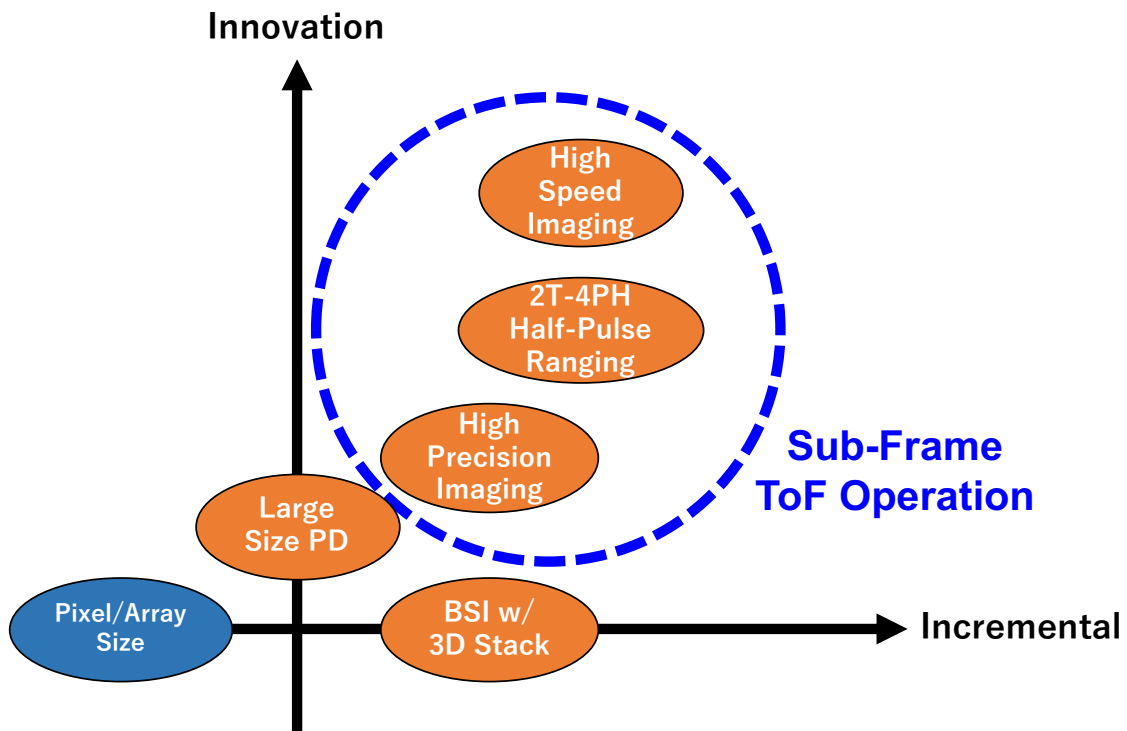 Innovation
High
Speed
Imaging
2T-4PH
Half-Pulse
Ranging
High
Precision
Imaging
Sub-Frame
ToF Operation
Large
Size PD
Pixel/Array
Size
BSI w/
3D Stack
Incremental